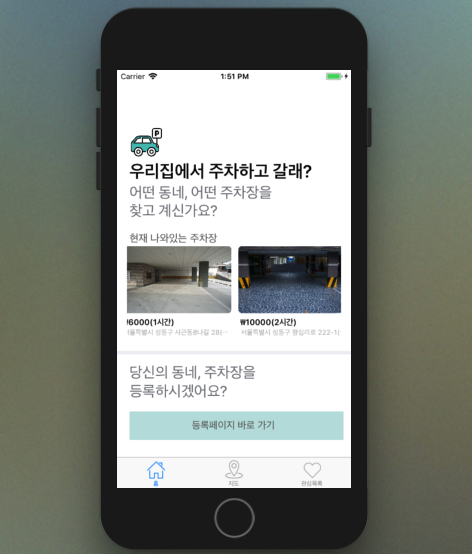 Carrier
1:51 PM
P
우리집에서 주차하고 갈래?
어떤 동네, 어떤 주차장을
찾고 계신가요?
현재 나와있는 주차장
6000(1시간)
₩10000(2시간)
울특별시 성동구 사근동8나길 28(···
서울특별시 성동구 왕십리로 222-1(
당신의 동네, 주차장을
등록하시겠어요?
등록페이지 바로 가기
홈
지도
관심목록